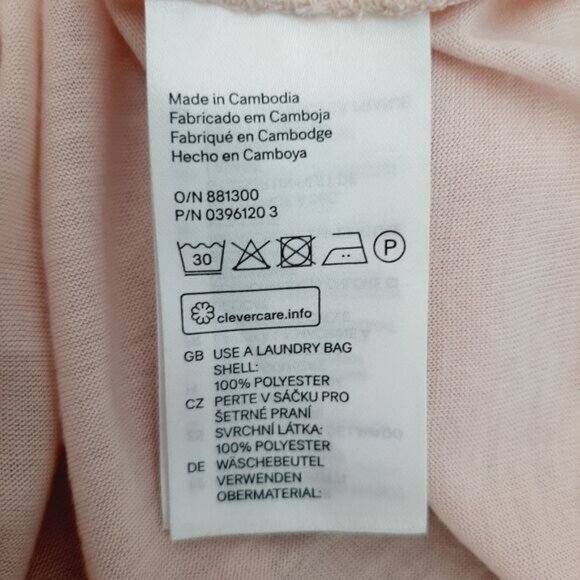 Made in Cambodia
Fabricado em Camboja
Fabriqué en Cambodge
Hecho en Camboya
O/N 881300
P/N 0396120 3
30 P
clevercare.info
GB USE A LAUNDRY BAG
SHELL:
100% POLYESTER
CZ PERTE V SÁČKU PRO
ŠETRNÉ PRANÍ
SVRCHNÍ LÁTKA:
100% POLYESTER
DE WÄSCHEBEUTEL
VERWENDEN
OBERMATERIAL: